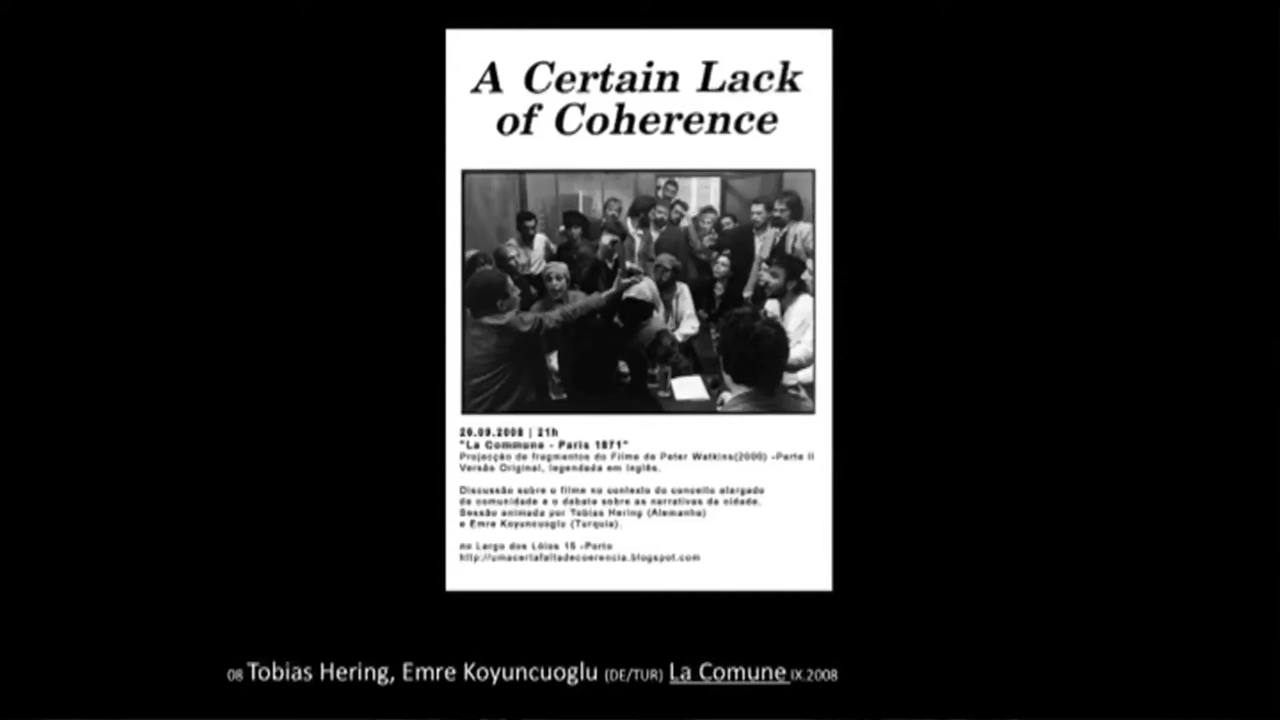 A Certain Lack
of Coherence
26.09.2008 | 21h
"La Commune - Paris 1871"
Projecção de fragmentos do Filme de Peter Watkins(2000) -Parte II
Versão Original, legendada em inglês.
Discussão sobre o filme no contexto do conceito alargado
de comunidade e o debate sobre as narrativas da cidade.
Sessão animada por Tobias Hering (Alemanha)
e Emre Koyuncuoglu (Turquia).
no Largo dos Lóios 15 -Porto
http://umacertafaltadecoerencia.blogspot.com
08 Tobias Hering, Emre Koyuncuoglu (DE/TUR) La Comune IX.2008